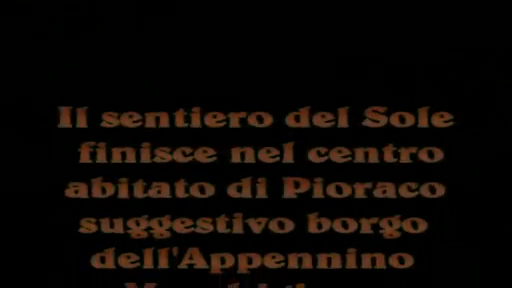 Il sentiero del Sole
finisce nel centro
abitato di Pioraco
suggestivo borgo
dell'Appennino